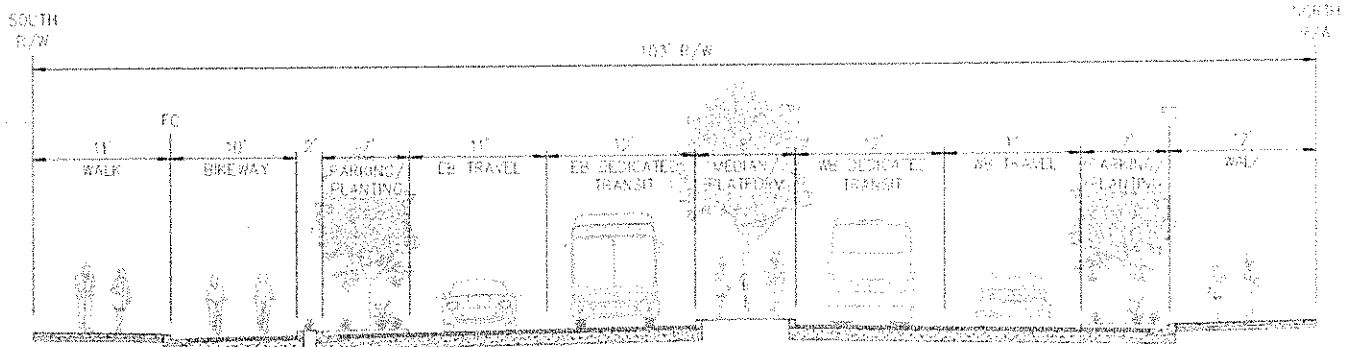 SOUTH
R/W
NORTH
R/W
103' R/W
FC
FC
11'
WALK
10'
BIKEWAY
2'
7'
PARKING/
PLANTING
11'
EB TRAVEL
12'
EB DEDICATED
TRANSIT
MEDIAN/
PLATFORM
12'
WB DEDICATED
TRANSIT
11'
WB TRAVEL
7'
PARKING/
PLANTING
12'
WALK